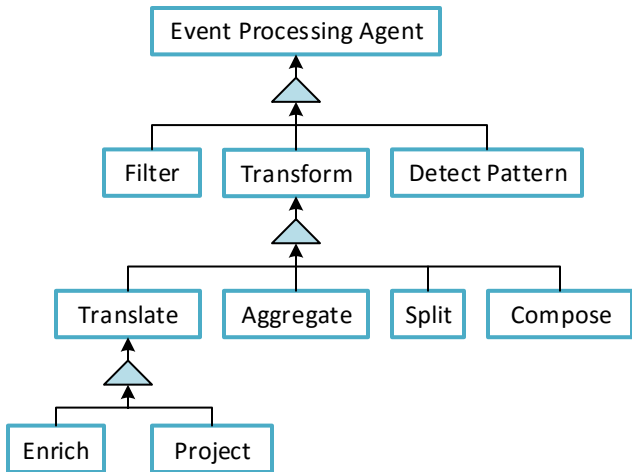 Event Processing Agent
Filter
Transform
Detect Pattern
Translate
Aggregate
Split
Compose
Enrich
Project